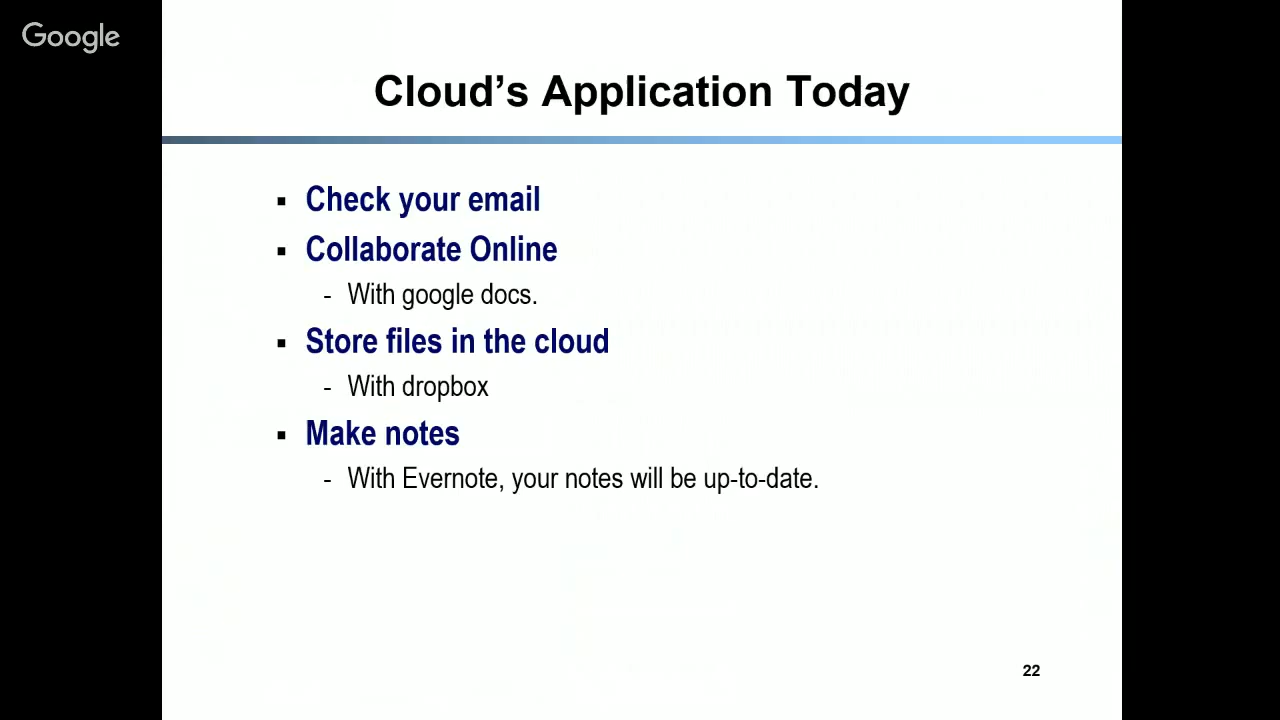 Google
Cloud’s Application Today
▪ Check your email
▪ Collaborate Online
- With google docs.
▪ Store files in the cloud
- With dropbox
▪ Make notes
- With Evernote, your notes will be up-to-date.
22